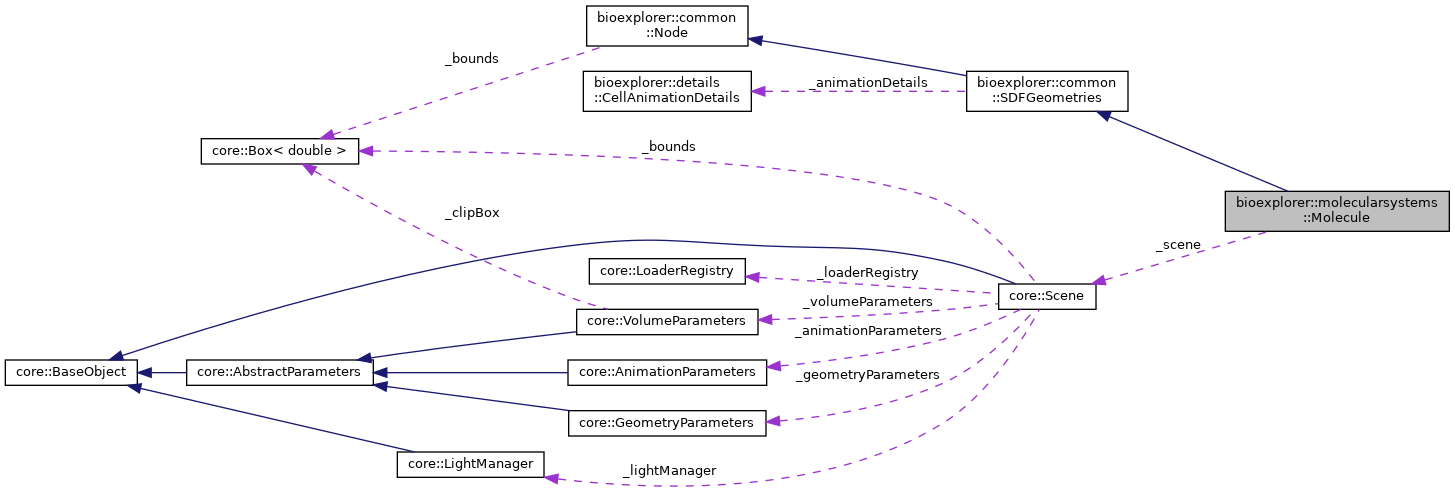 bioexplorer::common
::Node
_bounds
bioexplorer::details
::CellAnimationDetails
_animationDetails
bioexplorer::common
::SDFGeometries
core::Box< double >
_bounds
_clipBox
bioexplorer::molecularsystems
::Molecule
_scene
core::LoaderRegistry
_loaderRegistry
core::Scene
_volumeParameters
core::VolumeParameters
_animationParameters
core::BaseObject
core::AbstractParameters
core::AnimationParameters
_geometryParameters
core::GeometryParameters
core::LightManager
_lightManager